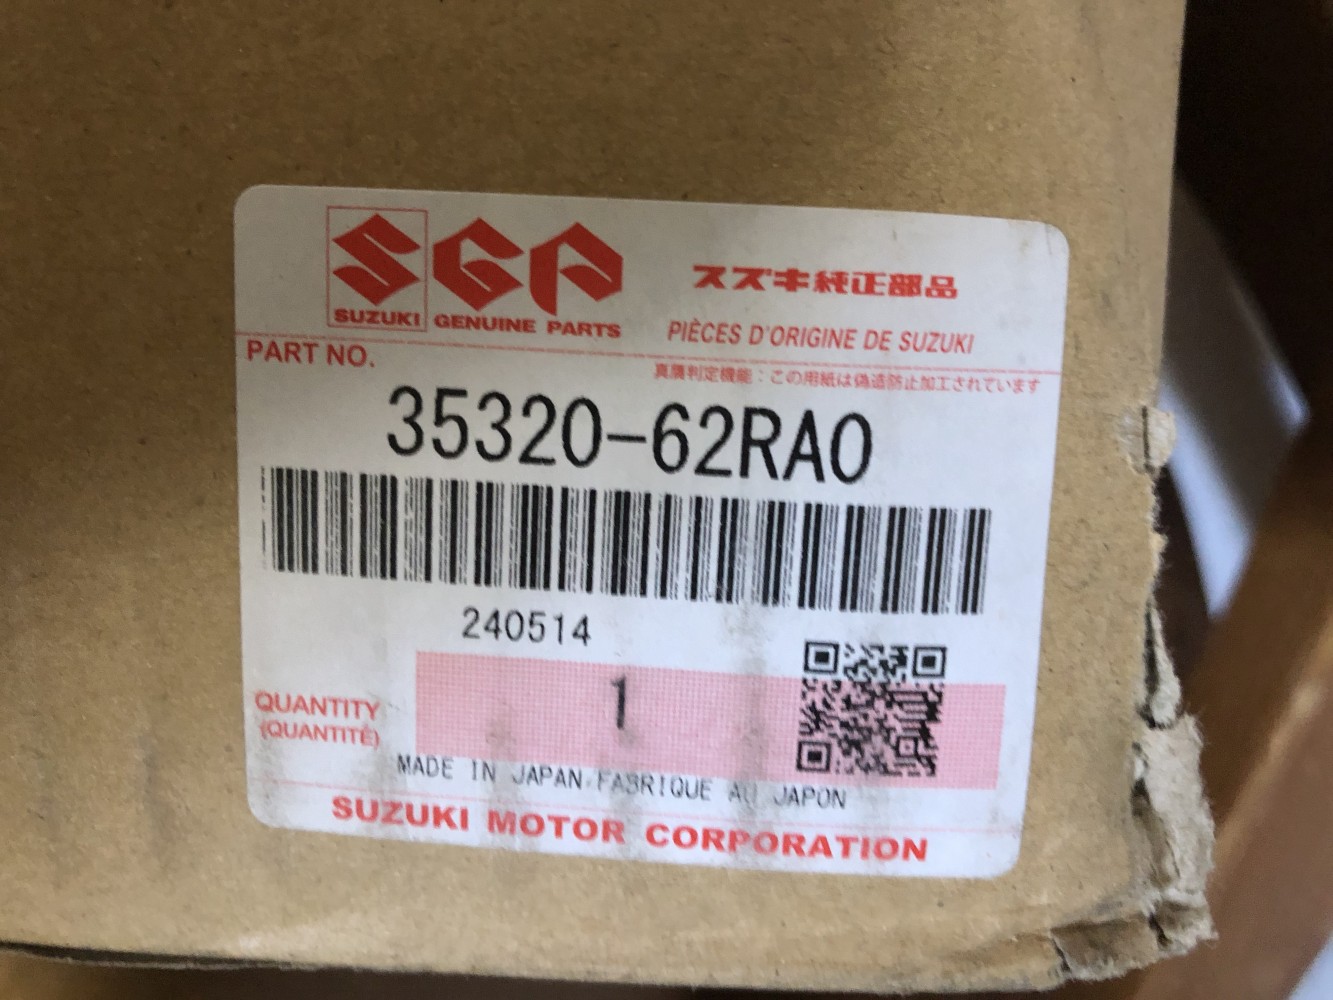 SGP
SUZUKI GENUINE PARTS
スズキ純正部品
PIÈCES D'ORIGINE DE SUZUKI
PART NO.
真贋判定機能：この用紙は偽造防止加工されています
35320-62RA0
240514
QUANTITY
(QUANTITÉ)
1
MADE IN JAPAN·FABRIQUE AU JAPON
SUZUKI MOTOR CORPORATION